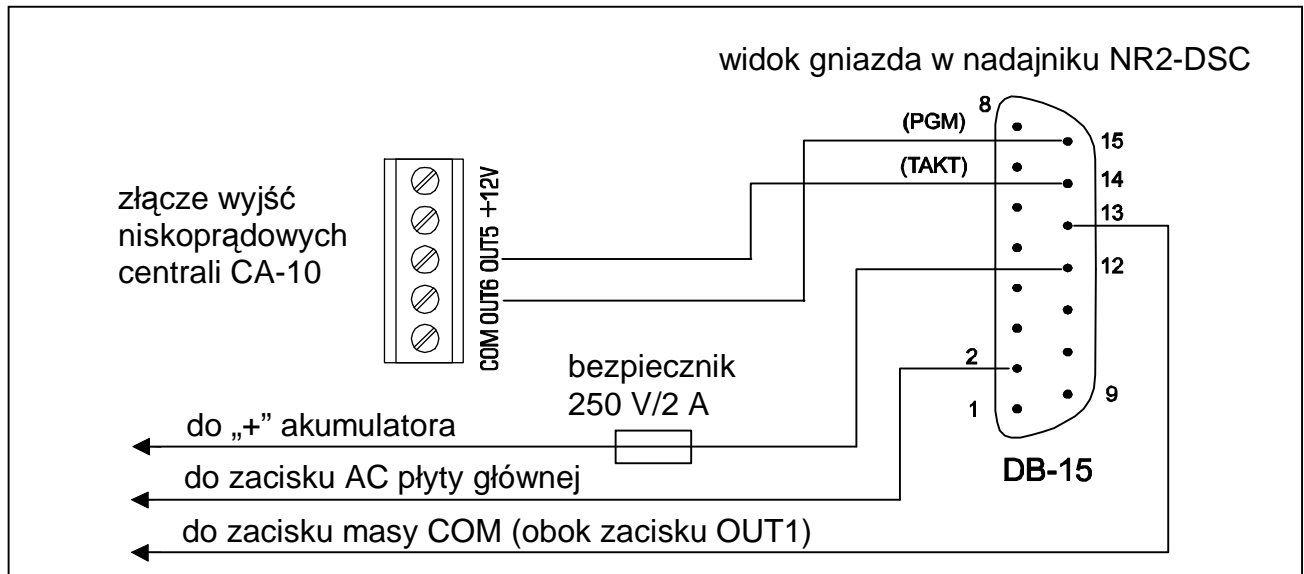 widok gniazda w nadajniku NR2-DSC
8
(PGM)
15
(TAKT)
14
13
12
złącze wyjść
niskoprądowych
centrali CA-10
COM OUT6 OUT5 +12V
bezpiecznik
250 V/2 A
2
1
9
DB-15
do „+” akumulatora
do zacisku AC płyty głównej
do zacisku masy COM (obok zacisku OUT1)